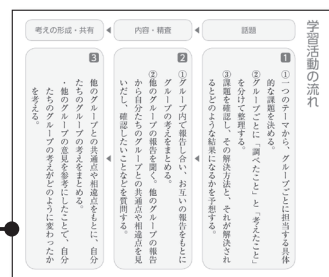 学習活動の流れ
話題
内容・精査
考えの形成・共有
1
①一つのテーマから、グループごとに担当する具体
的な課題を決める。
②グループごとに、「調べたこと」と「考えたこと」
を分けて整理する。
③課題を確認し、その解決方法と、それが解決され
るとどのような結果になるかを予想する。
2
①グループ内で報告し合い、お互いの報告をもとに
グループの考えをまとめる。
②他のグループの報告を聞く。他のグループの報告
から自分たちのグループとの共通点や相違点を見
いだし、確認したいことなどを質問する。
3
他のグループとの共通点や相違点をもとに、自分
たちのグループの考えをまとめる。
・他のグループの意見を参考にしたことで、自分
たちのグループの考えがどのように変わったか
を考える。